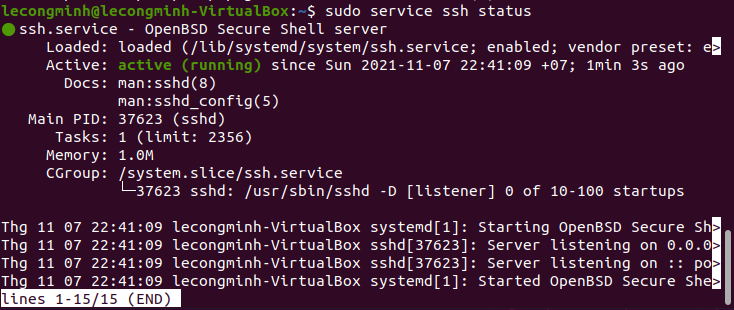 lecongminh@lecongminh-VirtualBox:~$ sudo service ssh status
● ssh.service - OpenBSD Secure Shell server
     Loaded: loaded (/lib/systemd/system/ssh.service; enabled; vendor preset: e>
     Active: active (running) since Sun 2021-11-07 22:41:09 +07; 1min 3s ago
       Docs: man:sshd(8)
             man:sshd_config(5)
   Main PID: 37623 (sshd)
      Tasks: 1 (limit: 2356)
     Memory: 1.0M
     CGroup: /system.slice/ssh.service
             └─37623 sshd: /usr/sbin/sshd -D [listener] 0 of 10-100 startups
Thg 11 07 22:41:09 lecongminh-VirtualBox systemd[1]: Starting OpenBSD Secure Sh>
Thg 11 07 22:41:09 lecongminh-VirtualBox sshd[37623]: Server listening on 0.0.0>
Thg 11 07 22:41:09 lecongminh-VirtualBox sshd[37623]: Server listening on :: po>
Thg 11 07 22:41:09 lecongminh-VirtualBox systemd[1]: Started OpenBSD Secure She>
lines 1-15/15 (END)